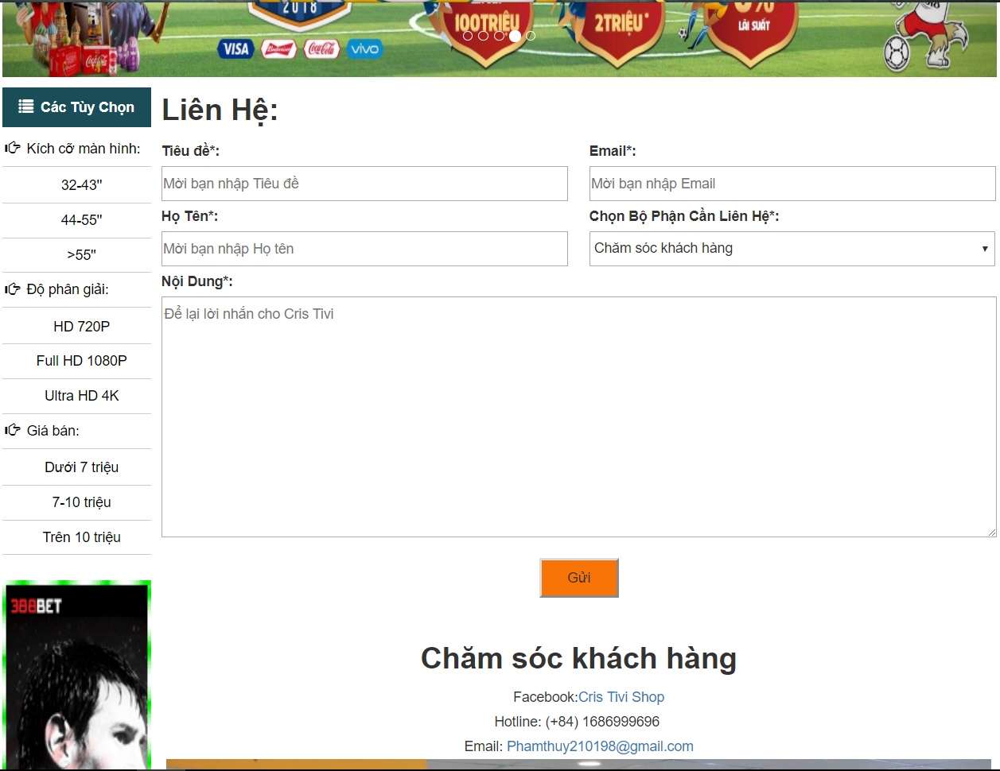 2018
100TRIỆU
2TRIỆU*
LÃI SUẤT
VISA
Budweiser
Coca-Cola
vivo
Coca-Cola
Các Tùy Chọn
Kích cỡ màn hình:
32-43"
44-55"
>55"
Độ phân giải:
HD 720P
Full HD 1080P
Ultra HD 4K
Giá bán:
Dưới 7 triệu
7-10 triệu
Trên 10 triệu
388BET
Liên Hệ:
Tiêu đề*:
Email*:
Mời bạn nhập Tiêu đề
Mời bạn nhập Email
Họ Tên*:
Chọn Bộ Phận Cần Liên Hệ*:
Mời bạn nhập Họ tên
Chăm sóc khách hàng
Nội Dung*:
Để lại lời nhắn cho Cris Tivi
Gửi
Chăm sóc khách hàng
Facebook:Cris Tivi Shop
Hotline: (+84) 1686999696
Email: Phamthuy210198@gmail.com